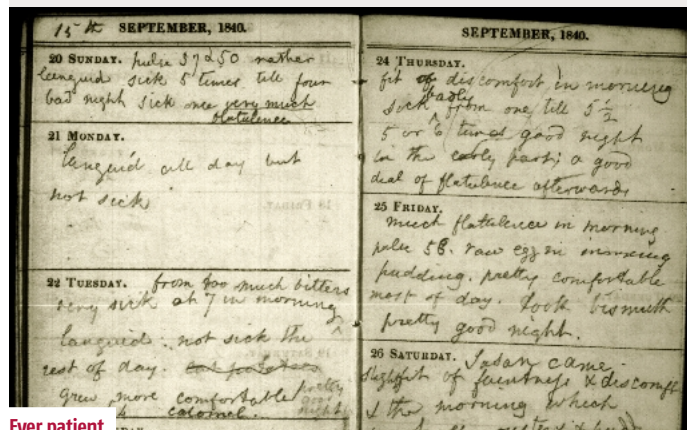 15th SEPTEMBER, 1840.
20 SUNDAY. pulse 37 & 50 rather
languid sick 5 times till four
bad night sick once very much
flatulence
21 MONDAY.
languid all day but
not sick
22 TUESDAY. from too much bitters
very sick at 7 in morning
languid. not sick the
rest of day. eat potatoes
grew more comfortable pretty
calomel. good
night
SEPTEMBER, 1840.
24 THURSDAY.
fit of discomfort in morning
badly
sick from one till 5 1/2
5 or 6 times good night
in the early part; a good
deal of flatulence afterwards
25 FRIDAY.
much flatulence in morning
pulse 58. raw egg in morning
pudding. pretty comfortable
most of day. Took bismuth
pretty good night.
26 SATURDAY. Susan came.
slight fit of faintness & discomft
& the morning which
Ever patient